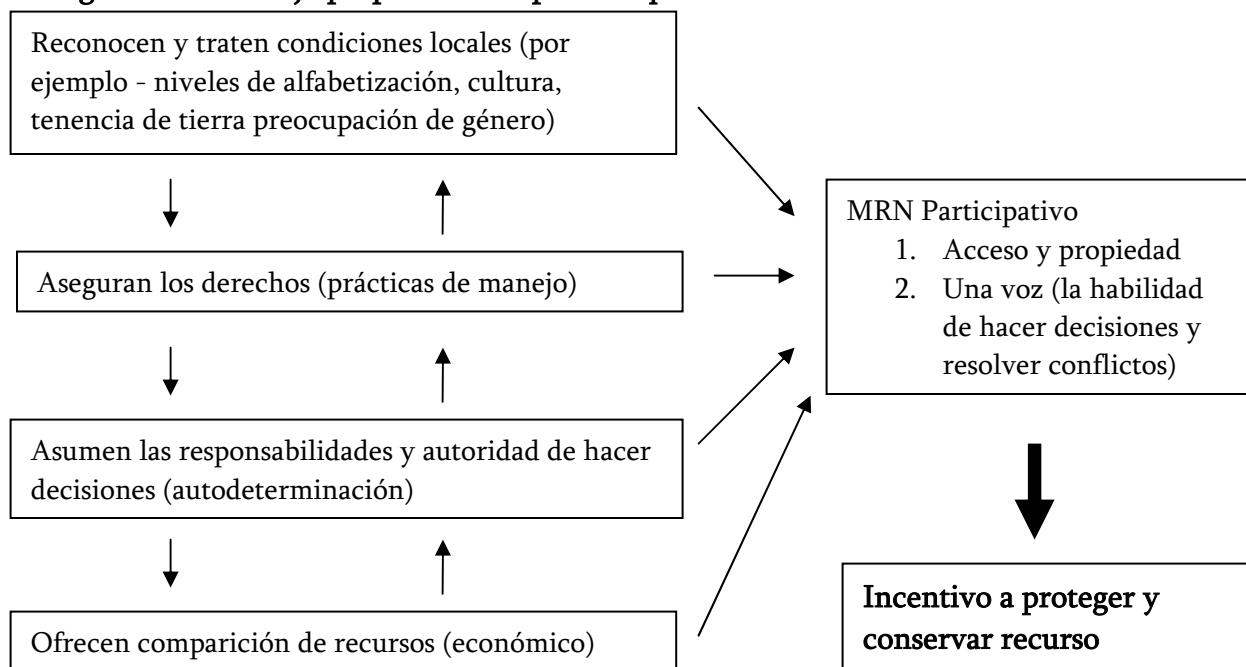 Reconocen y traten condiciones locales (por
ejemplo - niveles de alfabetización, cultura,
tenencia de tierra preocupación de género)
Aseguran los derechos (prácticas de manejo)
Asumen las responsabilidades y autoridad de hacer
decisiones (autodeterminación)
Ofrecen comparición de recursos (económico)
MRN Participativo
1. Acceso y propiedad
2. Una voz (la habilidad
de hacer decisiones y
resolver conflictos)
Incentivo a proteger y
conservar recurso